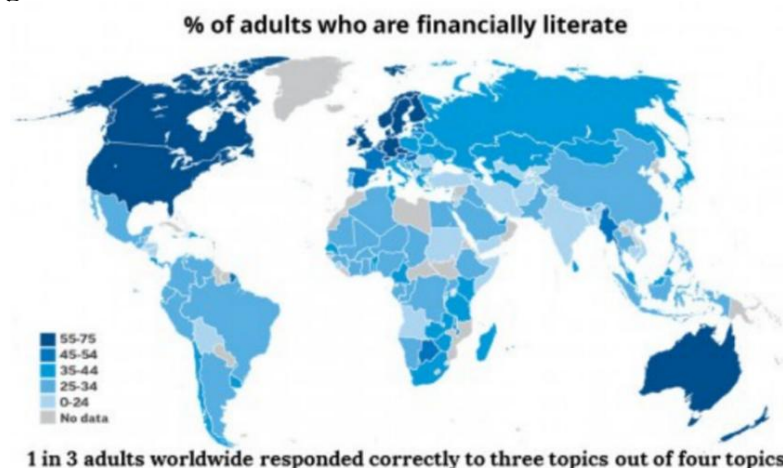 % of adults who are financially literate
55-75
45-54
35-44
25-34
0-24
No data
1 in 3 adults worldwide responded correctly to three topics out of four topics